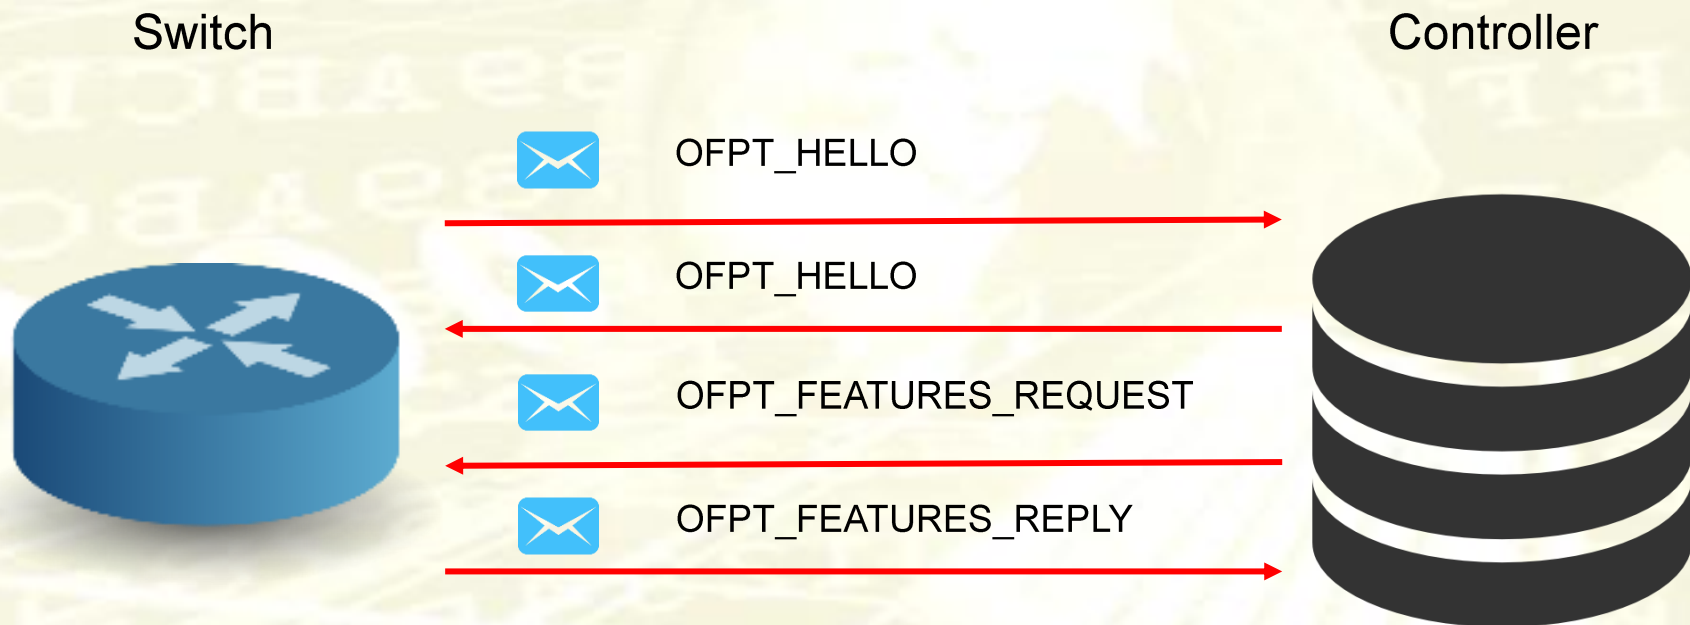 Switch
Controller
OFPT_HELLO
OFPT_HELLO
OFPT_FEATURES_REQUEST
OFPT_FEATURES_REPLY